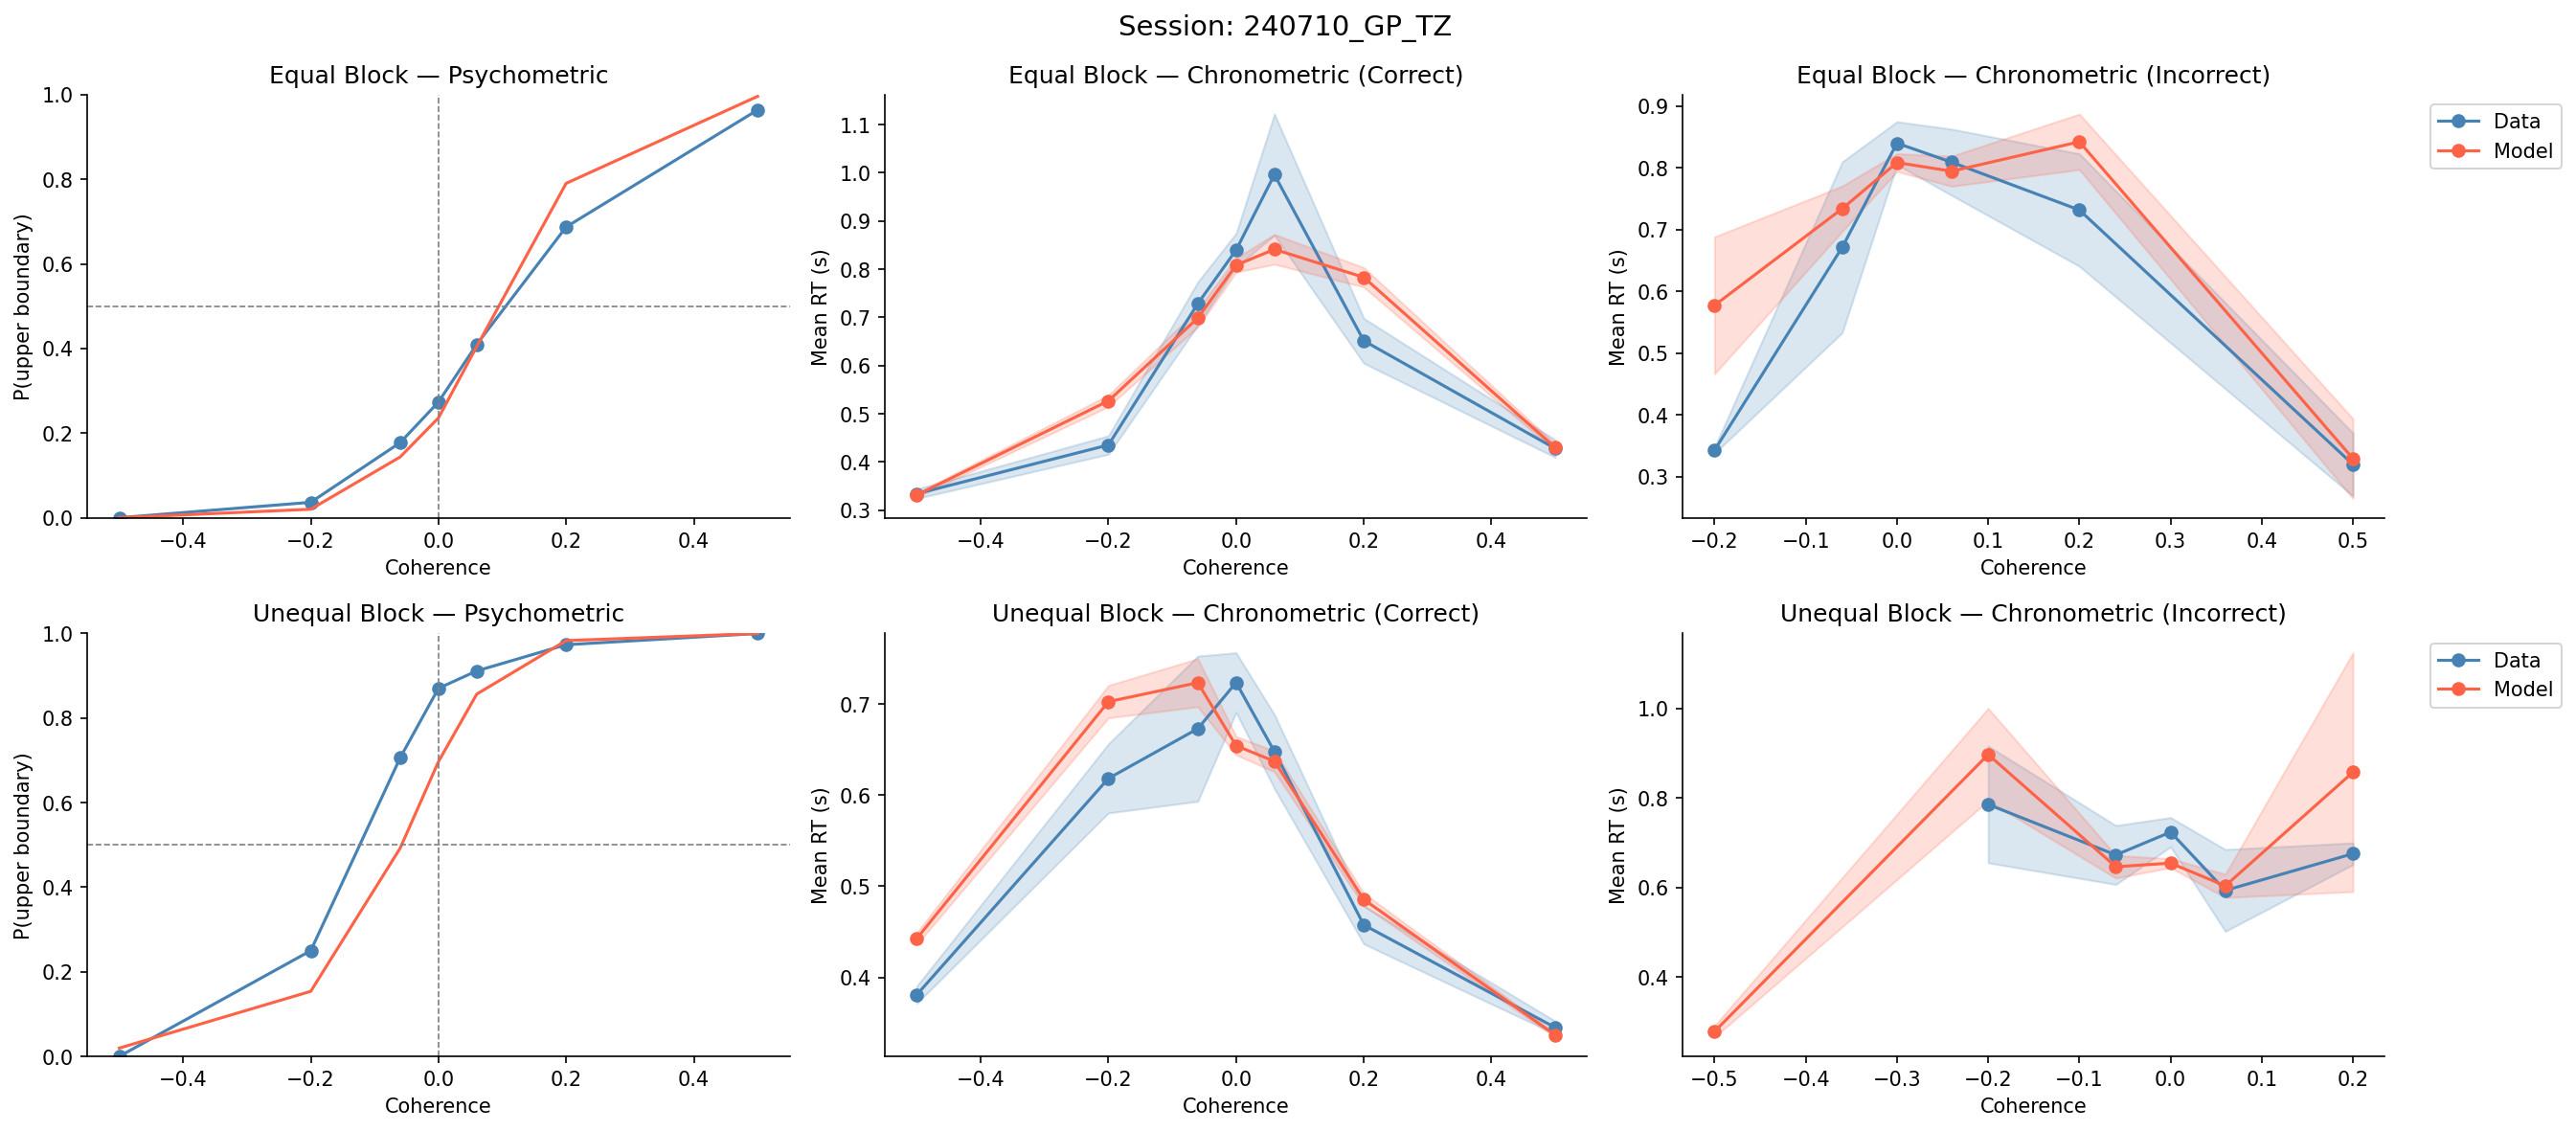 Session: 240710_GP_TZ
Equal Block — Psychometric
P(upper boundary)
1.0
0.8
0.6
0.4
0.2
0.0
−0.4 −0.2 0.0 0.2 0.4
Coherence
Equal Block — Chronometric (Correct)
Mean RT (s)
1.1
1.0
0.9
0.8
0.7
0.6
0.5
0.4
0.3
−0.4 −0.2 0.0 0.2 0.4
Coherence
Equal Block — Chronometric (Incorrect)
Mean RT (s)
0.9
0.8
0.7
0.6
0.5
0.4
0.3
−0.2 −0.1 0.0 0.1 0.2 0.3 0.4 0.5
Coherence
Data
Model
Unequal Block — Psychometric
P(upper boundary)
1.0
0.8
0.6
0.4
0.2
0.0
−0.4 −0.2 0.0 0.2 0.4
Coherence
Unequal Block — Chronometric (Correct)
Mean RT (s)
0.7
0.6
0.5
0.4
−0.4 −0.2 0.0 0.2 0.4
Coherence
Unequal Block — Chronometric (Incorrect)
Mean RT (s)
1.0
0.8
0.6
0.4
−0.5 −0.4 −0.3 −0.2 −0.1 0.0 0.1 0.2
Coherence
Data
Model